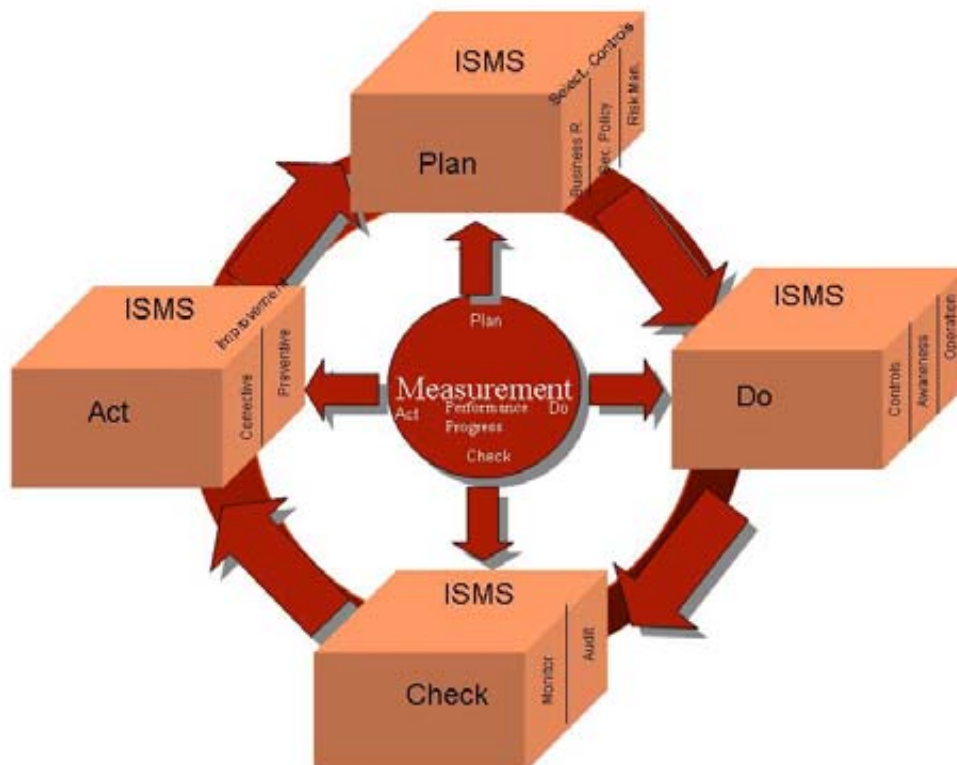 ISMS
Select. Controls
Business R.
Sec. Policy
Risk Man.
Plan
ISMS
Improvement
Corrective
Preventive
Act
ISMS
Controls
Awareness
Operation
Do
Plan
Measurement
Act
Performance
Do
Progress
Check
ISMS
Monitor
Audit
Check